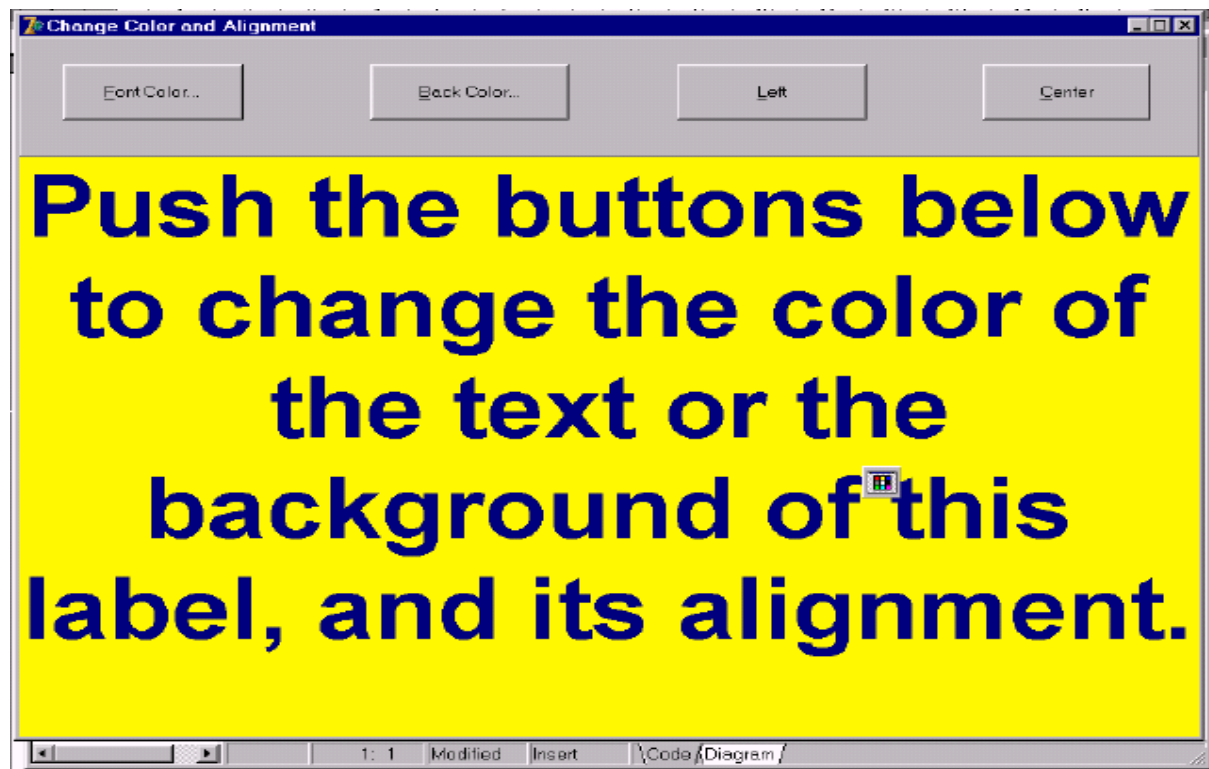 Change Color and Alignment
Font Color...
Back Color...
Left
Center
Push the buttons below
to change the color of
the text or the
background of this
label, and its alignment.
1: 1
Modified
Insert
Code
Diagram